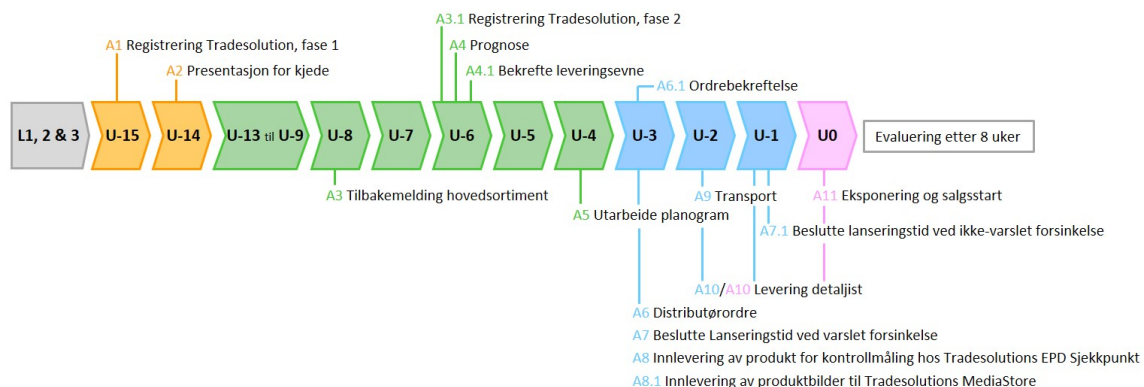 A3.1 Registrering Tradesolution, fase 2
A1 Registrering Tradesolution, fase 1
A4 Prognose
A2 Presentasjon for kjede
A4.1 Bekrefte leveringsevne
A6.1 Ordrebekreftelse
L1, 2 & 3
U-15
U-14
U-13 til U-9
U-8
U-7
U-6
U-5
U-4
U-3
U-2
U-1
U0
Evaluering etter 8 uker
A3 Tilbakemelding hovedsortiment
A9 Transport
A11 Eksponering og salgsstart
A5 Utarbeide planogram
A7.1 Beslutte lanseringstid ved ikke-varslet forsinkelse
A10/A10 Levering detaljist
A6 Distributørordre
A7 Beslutte Lanseringstid ved varslet forsinkelse
A8 Innlevering av produkt for kontrollmåling hos Tradesolutions EPD Sjekkpunkt
A8.1 Innlevering av produktbilder til Tradesolutions MediaStore